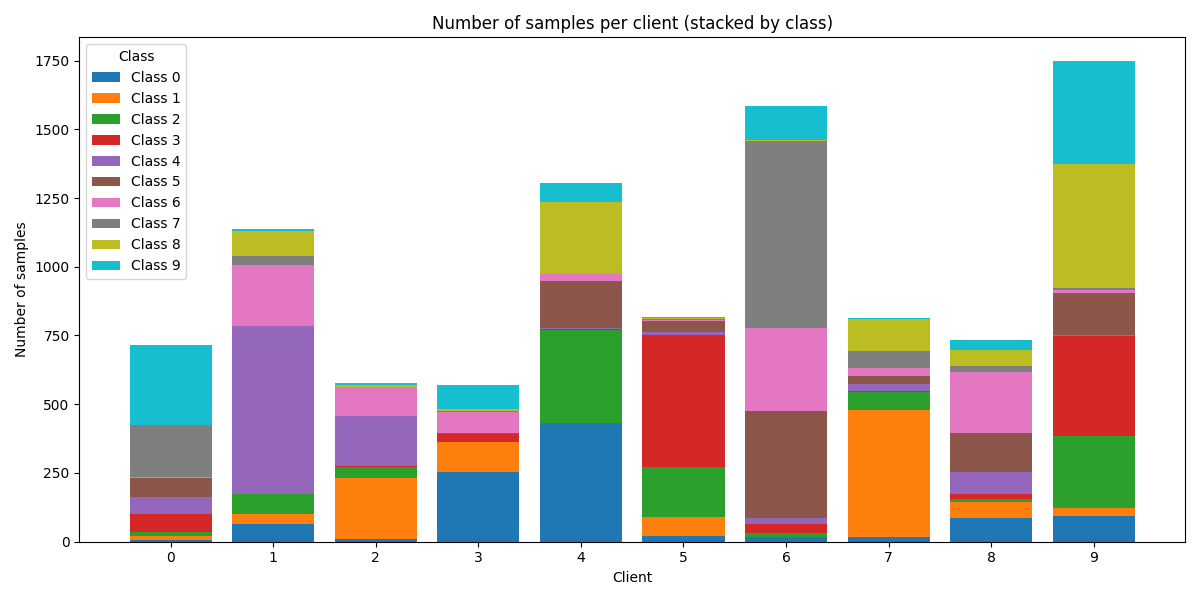 Number of samples per client (stacked by class)
Number of samples
1750
1500
1250
1000
750
500
250
0
Class
Class 0
Class 1
Class 2
Class 3
Class 4
Class 5
Class 6
Class 7
Class 8
Class 9
0 1 2 3 4 5 6 7 8 9
Client